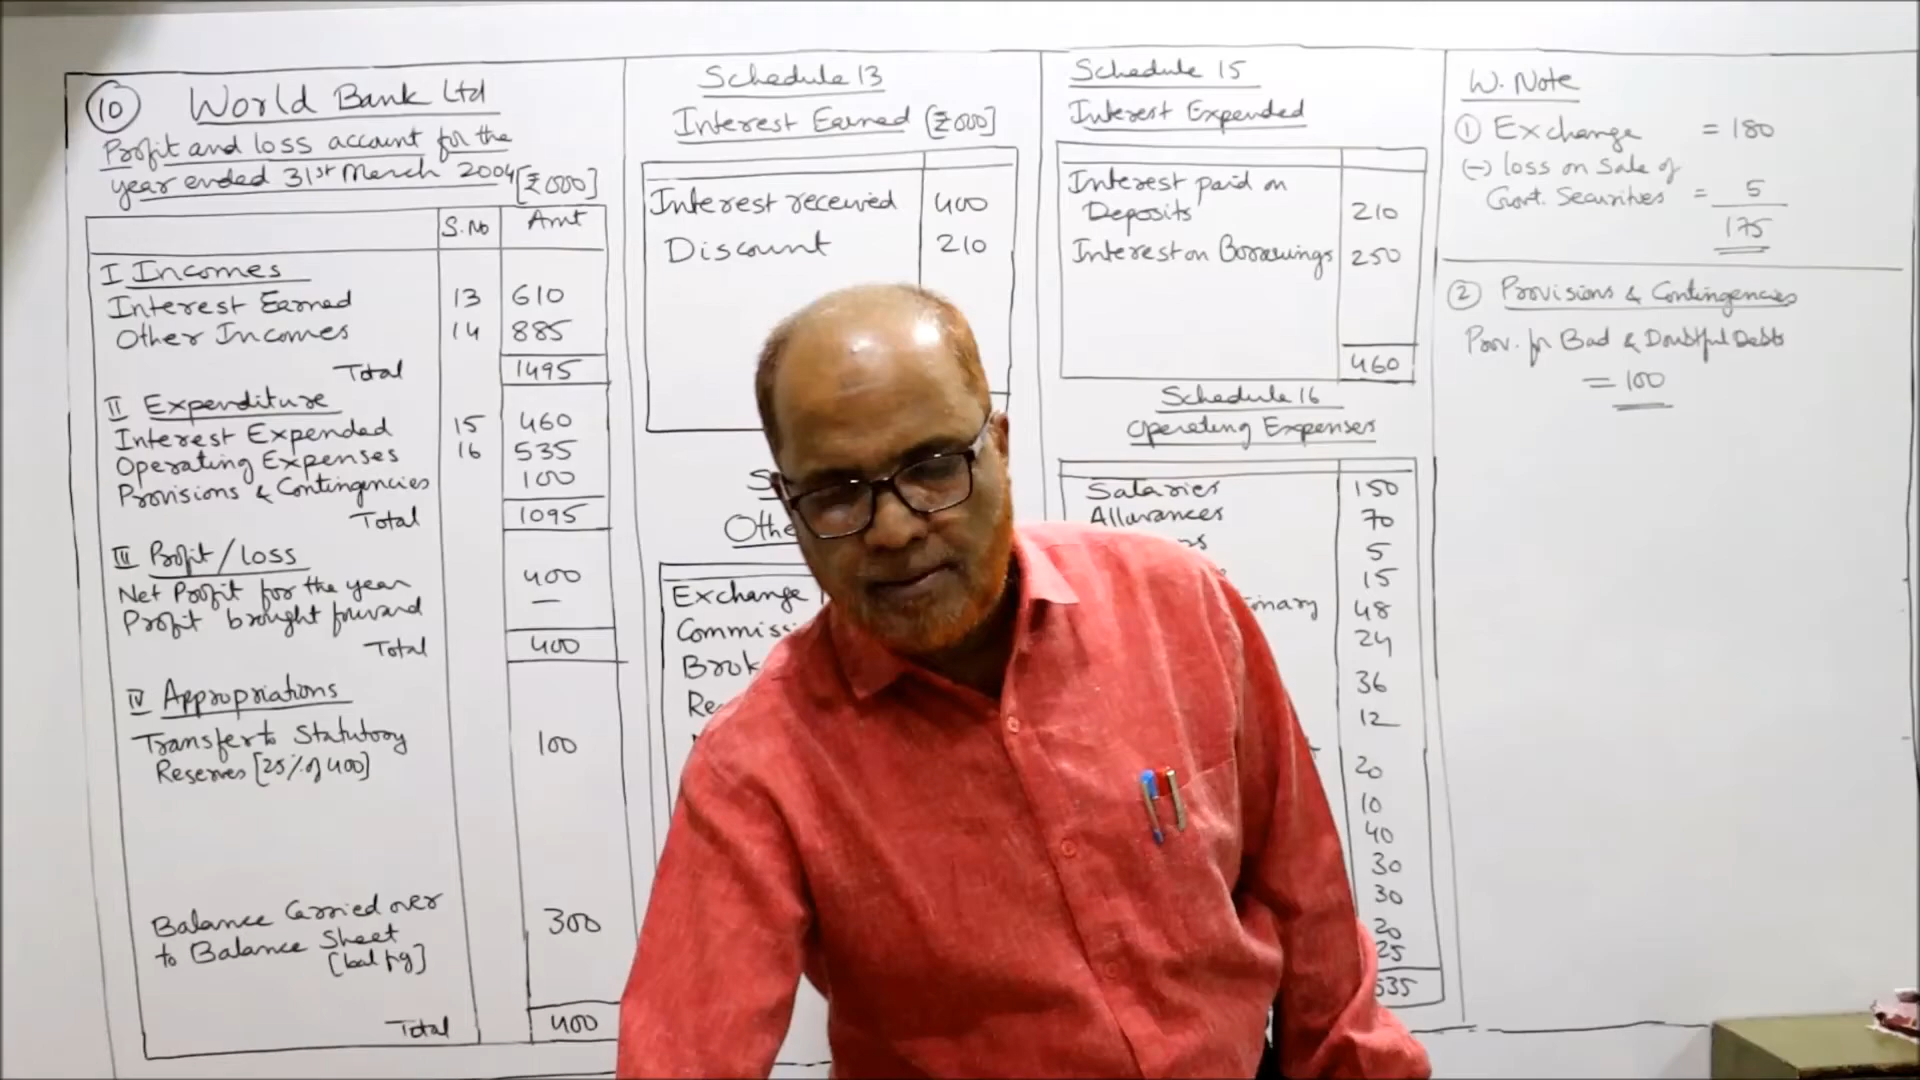 10 World Bank Ltd
Profit and loss account for the
year ended 31st March 2004 [₹000]
S.No Amt
I Incomes
Interest Earned 13 610
Other Incomes 14 885
Total 1495
II Expenditure
Interest Expended 15 460
Operating Expenses 16 535
Provisions & Contingencies 100
Total 1095
III Profit/loss
Net Profit for the year 400
Profit brought forward —
Total 400
IV Appropriations
Transfer to Statutory 100
Reserves [25% of 400]
Balance Carried over 300
to Balance Sheet
[bal fg]
Total 400
Schedule 13
Interest Earned [₹000]
Interest received 400
Discount 210
Exchange
Schedule 15
Interest Expended
Interest paid on
Deposits 210
Interest on Borrowings 250
460
Schedule 16
Operating Expenses
Salaries 150
Allowances 70
5
15
48
24
36
12
20
10
40
30
30
20
25
535
W. Note
1 Exchange = 180
(-) loss on Sale of
Govt. Securities = 5
175
2 Provisions & Contingencies
Prov. for Bad & Doubtful Debts
= 100